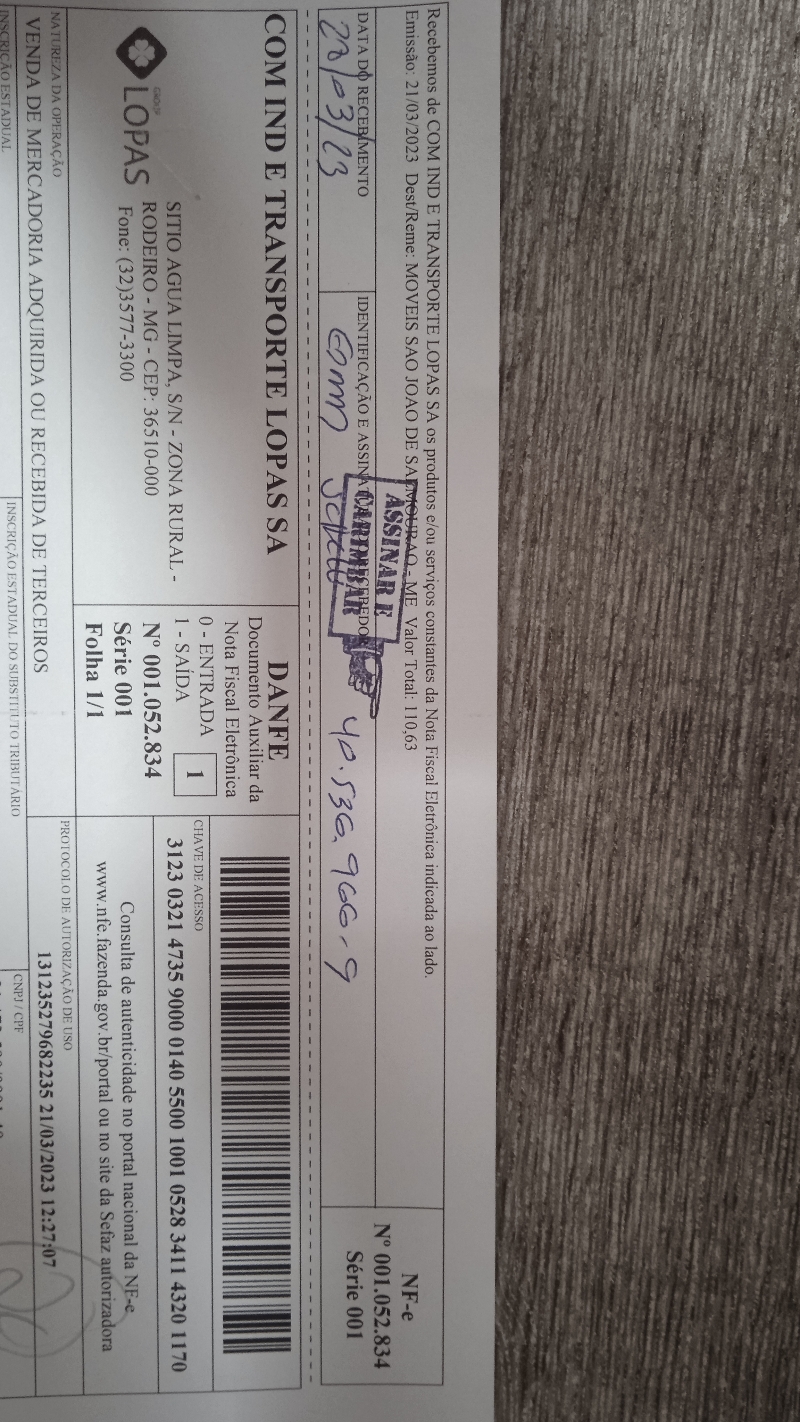 Recebemos de COM IND E TRANSPORTE LOPAS SA os produtos e/ou serviços constantes da Nota Fiscal Eletrônica indicada ao lado.
Emissão: 21/03/2023 Dest/Reme: MOVEIS SAO JOAO DE SA MOURAO - ME Valor Total: 110,63
ASSINAR E
CARIMBAR
DATA DO RECEBIMENTO
IDENTIFICAÇÃO E ASSINATURA RECEBEDOR
28/03/23
40.536.966-9
NF-e
Nº 001.052.834
Série 001
COM IND E TRANSPORTE LOPAS SA
GRUPO
LOPAS
SITIO AGUA LIMPA, S/N - ZONA RURAL -
RODEIRO - MG - CEP: 36510-000
Fone: (32)3577-3300
DANFE
Documento Auxiliar da
Nota Fiscal Eletrônica
0 - ENTRADA
1 - SAÍDA
1
Nº 001.052.834
Série 001
Folha 1/1
CHAVE DE ACESSO
3123 0321 4735 9000 0140 5500 1001 0528 3411 4320 1170
Consulta de autenticidade no portal nacional da NF-e
www.nfe.fazenda.gov.br/portal ou no site da Sefaz autorizadora
NATUREZA DA OPERAÇÃO
VENDA DE MERCADORIA ADQUIRIDA OU RECEBIDA DE TERCEIROS
PROTOCOLO DE AUTORIZAÇÃO DE USO
131235279682235 21/03/2023 12:27:07
INSCRIÇÃO ESTADUAL
INSCRIÇÃO ESTADUAL DO SUBSTITUTO TRIBUTÁRIO
CNPJ / CPF